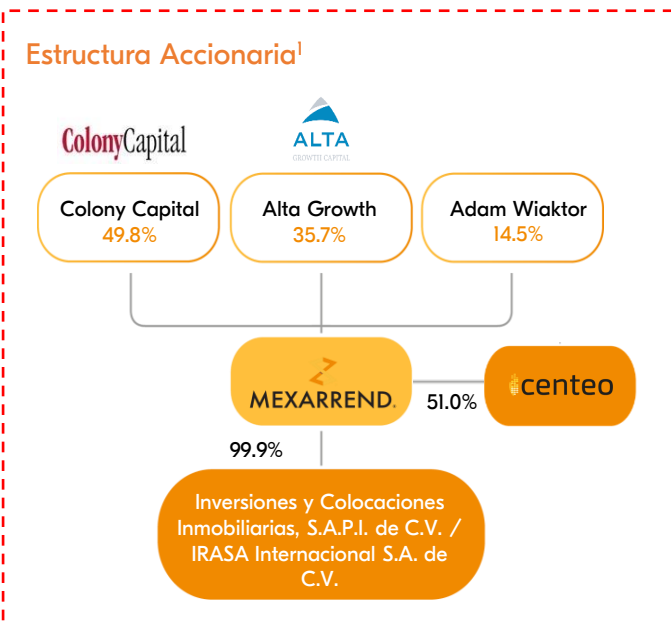 Estructura Accionaria¹
ColonyCapital
ALTA
GROWTH CAPITAL
Colony Capital
49.8%
Alta Growth
35.7%
Adam Wiaktor
14.5%
MEXARREND.
51.0%
centeo
99.9%
Inversiones y Colocaciones
Inmobiliarias, S.A.P.I. de C.V. /
IRASA Internacional S.A. de
C.V.